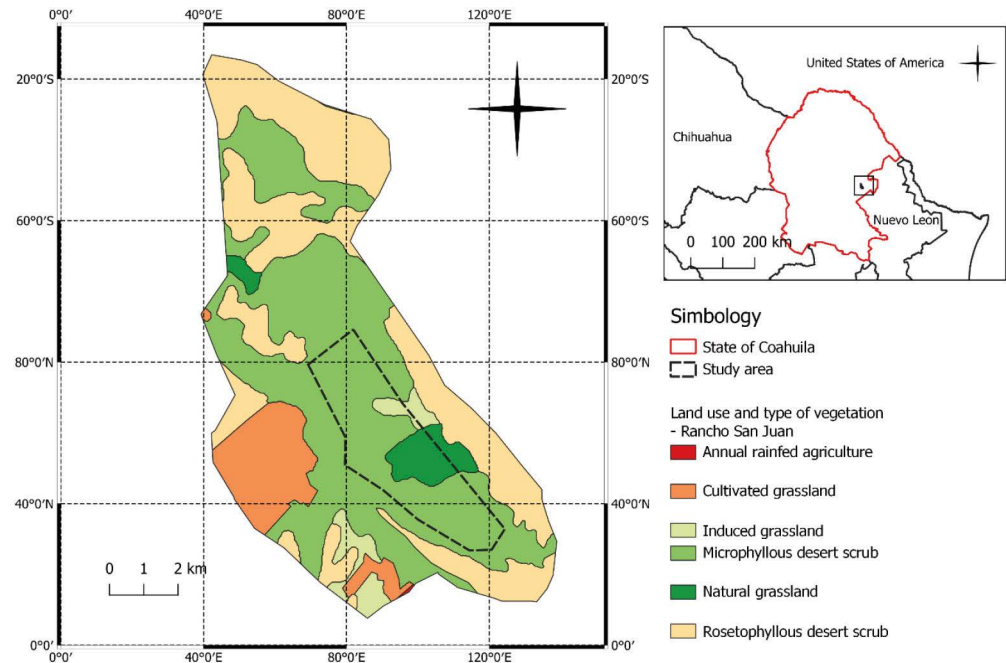 0°0' 40°0'E 80°0'E 120°0'E
20°0'S
60°0'S
80°0'N
40°0'N
0°0'
0 1 2 km
0°0' 40°0'E 80°0'E 120°0'E
20°0'S
60°0'S
80°0'N
40°0'N
0°0'
United States of America
Chihuahua
Nuevo Leon
0 100 200 km
Simbology
State of Coahuila
Study area
Land use and type of vegetation
- Rancho San Juan
Annual rainfed agriculture
Cultivated grassland
Induced grassland
Microphyllous desert scrub
Natural grassland
Rosetophyllous desert scrub